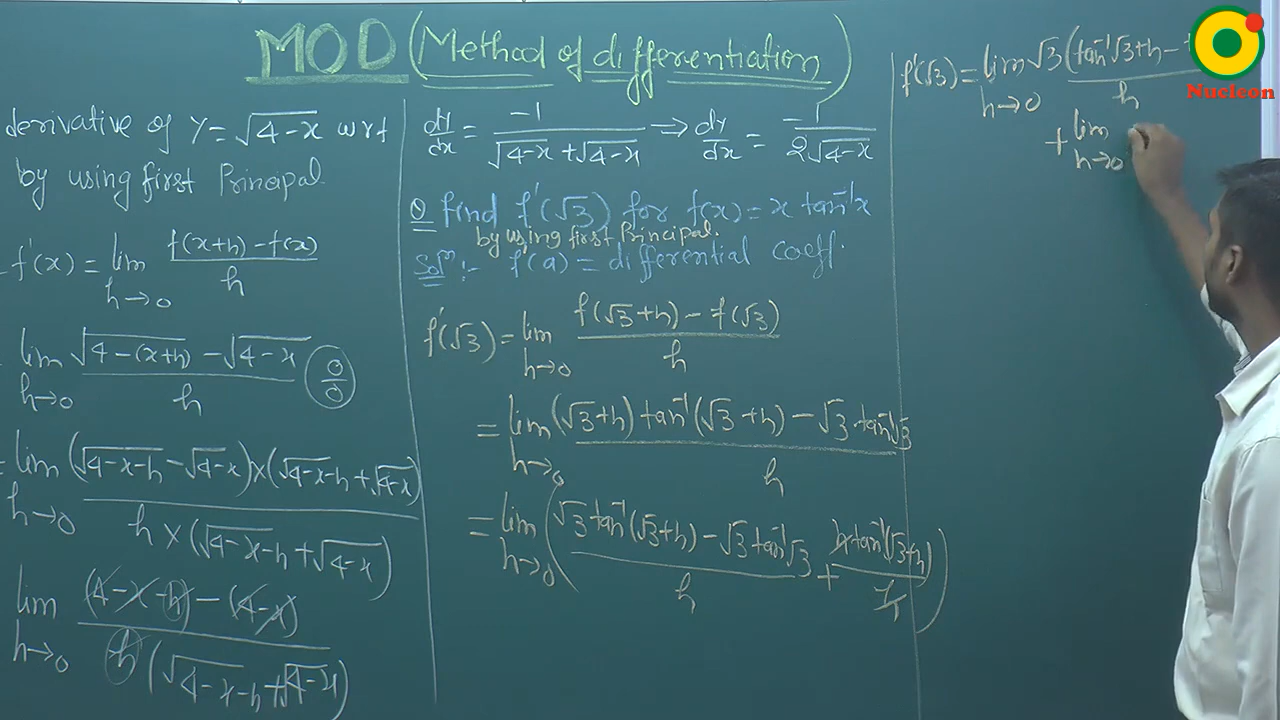 MOD (Method of differentiation)
derivative of y = √(4-x) wrt
by using first Principal
f'(x) = lim h→0 (f(x+h) - f(x))/h
lim h→0 (√(4-(x+h)) - √(4-x))/h (0/0)
lim h→0 ((√(4-x-h) - √(4-x)) × (√(4-x-h) + √(4-x)))/(h × (√(4-x-h) + √(4-x)))
lim h→0 ((4-x-h) - (4-x))/(h (√(4-x-h) + √(4-x)))
dy/dx = -1/(√(4-x) + √(4-x)) ⇒ dy/dx = -1/(2√(4-x))
Q find f'(√3) for f(x) = x tan⁻¹x
by using first Principal.
Solⁿ:- f'(a) = differential coeff.
f'(√3) = lim h→0 (f(√3+h) - f(√3))/h
= lim h→0 ((√3+h) tan⁻¹(√3+h) - √3 tan⁻¹√3)/h
= lim h→0 ((√3 tan⁻¹(√3+h) - √3 tan⁻¹√3)/h + (h tan⁻¹(√3+h))/h)
f'(√3) = lim h→0 √3 (tan⁻¹√3+h - /h
+ lim h→0
Nucleon